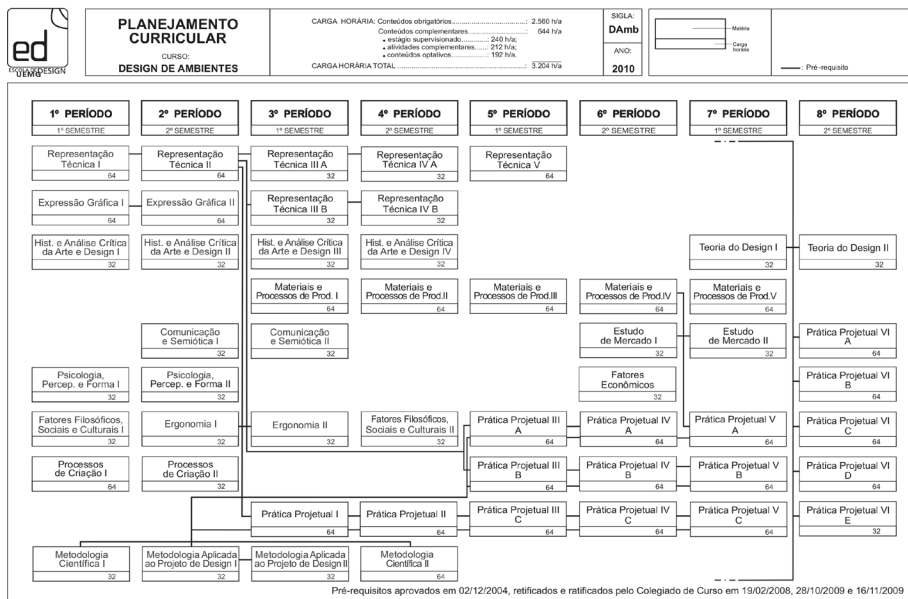 ed
ESCOLA DE DESIGN
UEMG
PLANEJAMENTO
CURRICULAR
CURSO:
DESIGN DE AMBIENTES
CARGA HORÁRIA: Conteúdos obrigatórios.....: 2.560 h/a
Conteúdos complementares.....: 644 h/a
• estágio supervisionado.....: 240 h/a;
• atividades complementares.....: 212 h/a;
• conteúdos optativos.....: 192 h/a.
CARGA HORÁRIA TOTAL.....: 3.204 h/a
SIGLA:
DAmb
ANO:
2010
Matéria
Carga
horária
: Pré-requisito
1º PERÍODO 2º PERÍODO 3º PERÍODO 4º PERÍODO 5º PERÍODO 6º PERÍODO 7º PERÍODO 8º PERÍODO
1º SEMESTRE 2º SEMESTRE 1º SEMESTRE 2º SEMESTRE 1º SEMESTRE 2º SEMESTRE 1º SEMESTRE 2º SEMESTRE
Representação Representação Representação Representação Representação
Técnica I Técnica II Técnica III A Técnica IV A Técnica V
64 64 32 32 64
Expressão Gráfica I Expressão Gráfica II Representação Representação
Técnica III B Técnica IV B
64 64 32 32
Hist. e Análise Crítica Hist. e Análise Crítica Hist. e Análise Crítica Hist. e Análise Crítica Teoria do Design I Teoria do Design II
da Arte e Design I da Arte e Design II da Arte e Design III da Arte e Design IV
32 32 32 32 32 32
Materiais e Materiais e Materiais e Materiais e Materiais e
Processos de Prod. I Processos de Prod.II Processos de Prod.III Processos de Prod.IV Processos de Prod.V
64 64 64 64 64
Comunicação Comunicação Estudo Estudo Prática Projetual VI
e Semiótica I e Semiótica II de Mercado I de Mercado II A
32 32 32 32 64
Psicologia, Psicologia, Fatores Prática Projetual VI
Percep. e Forma I Percep. e Forma II Econômicos B
32 32 32 64
Fatores Filosóficos, Ergonomia I Ergonomia II Fatores Filosóficos, Prática Projetual III Prática Projetual IV Prática Projetual V Prática Projetual VI
Sociais e Culturais I Sociais e Culturais II A A A C
32 32 32 32 64 64 64 64
Processos Processos Prática Projetual III Prática Projetual IV Prática Projetual V Prática Projetual VI
de Criação I de Criação II B B B D
64 32 64 64 64 64
Prática Projetual I Prática Projetual II Prática Projetual III Prática Projetual IV Prática Projetual V Prática Projetual VI
C C C E
64 64 64 64 64 32
Metodologia Metodologia Aplicada Metodologia Aplicada Metodologia
Científica I ao Projeto de Design I ao Projeto de Design II Científica II
32 32 32 64
Pré-requisitos aprovados em 02/12/2004, retificados e ratificados pelo Colegiado de Curso em 19/02/2008, 28/10/2009 e 16/11/2009